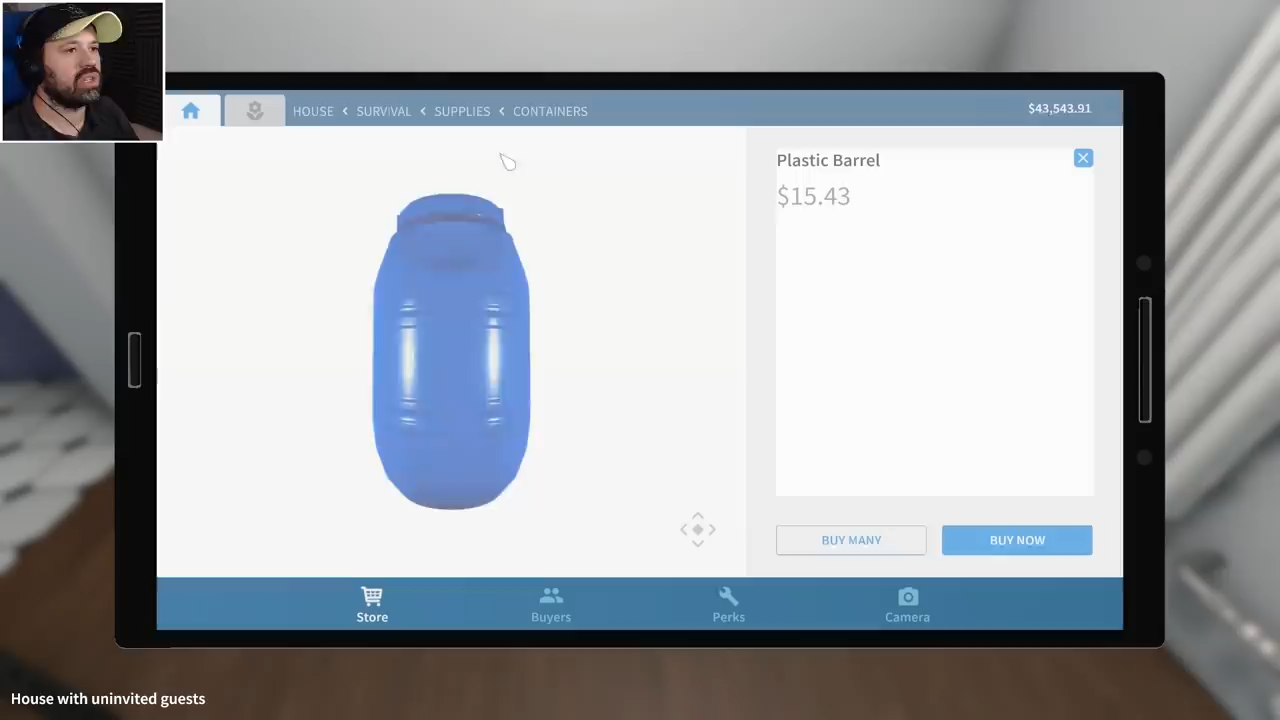 HOUSE < SURVIVAL < SUPPLIES < CONTAINERS
$43,543.91
Plastic Barrel
$15.43
BUY MANY
BUY NOW
Store
Buyers
Perks
Camera
House with uninvited guests